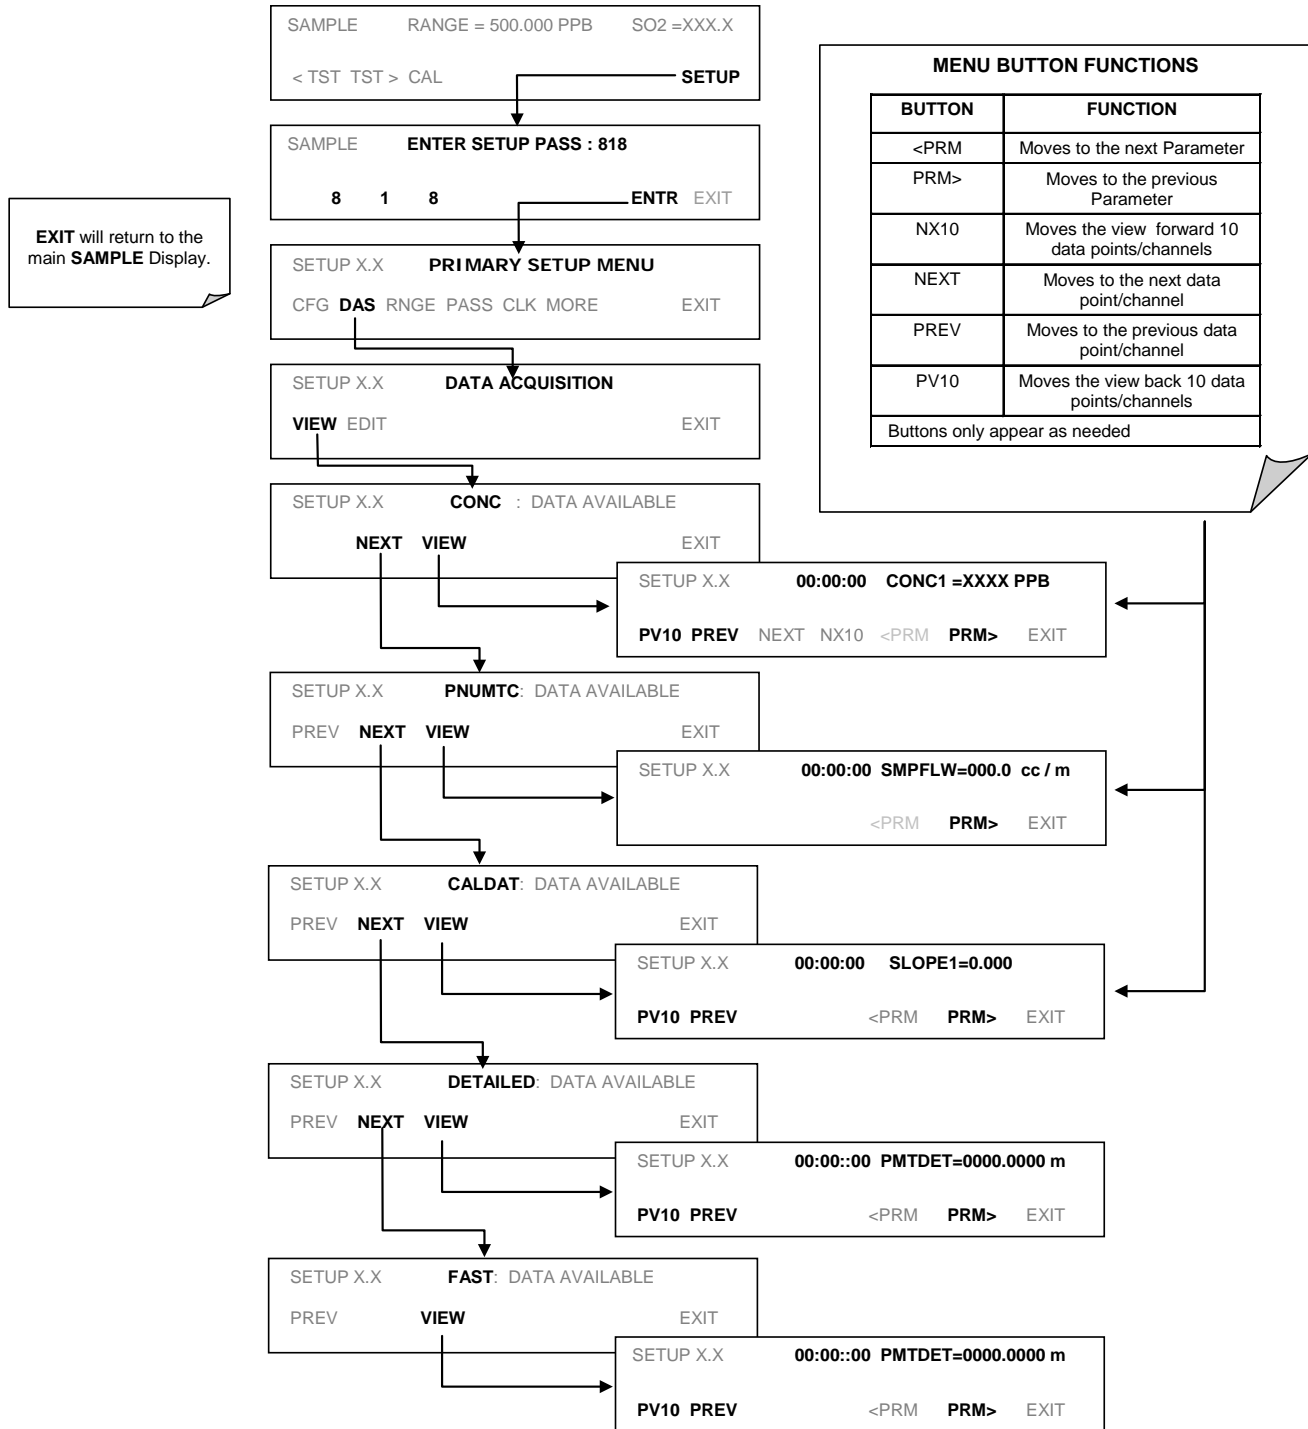 SAMPLE RANGE = 500.000 PPB SO2 =XXX.X
< TST TST > CAL SETUP
SAMPLE ENTER SETUP PASS : 818
8 1 8 ENTR EXIT
EXIT will return to the
main SAMPLE Display.
SETUP X.X PRIMARY SETUP MENU
CFG DAS RNGE PASS CLK MORE EXIT
SETUP X.X DATA ACQUISITION
VIEW EDIT EXIT
MENU BUTTON FUNCTIONS
BUTTON FUNCTION
<PRM Moves to the next Parameter
PRM> Moves to the previous
Parameter
NX10 Moves the view forward 10
data points/channels
NEXT Moves to the next data
point/channel
PREV Moves to the previous data
point/channel
PV10 Moves the view back 10 data
points/channels
Buttons only appear as needed
SETUP X.X CONC : DATA AVAILABLE
NEXT VIEW EXIT
SETUP X.X 00:00:00 CONC1 =XXXX PPB
PV10 PREV NEXT NX10 <PRM PRM> EXIT
SETUP X.X PNUMTC: DATA AVAILABLE
PREV NEXT VIEW EXIT
SETUP X.X 00:00:00 SMPFLW=000.0 cc / m
<PRM PRM> EXIT
SETUP X.X CALDAT: DATA AVAILABLE
PREV NEXT VIEW EXIT
SETUP X.X 00:00:00 SLOPE1=0.000
PV10 PREV <PRM PRM> EXIT
SETUP X.X DETAILED: DATA AVAILABLE
PREV NEXT VIEW EXIT
SETUP X.X 00:00::00 PMTDET=0000.0000 m
PV10 PREV <PRM PRM> EXIT
SETUP X.X FAST: DATA AVAILABLE
PREV VIEW EXIT
SETUP X.X 00:00::00 PMTDET=0000.0000 m
PV10 PREV <PRM PRM> EXIT